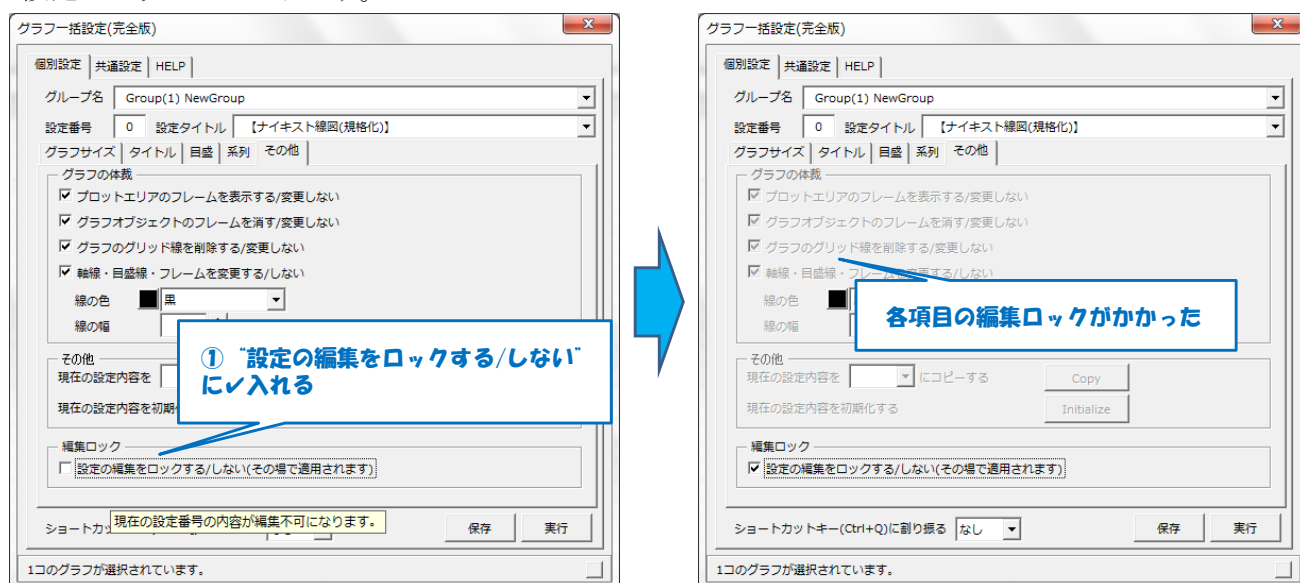 グラフ一括設定(完全版)
個別設定 共通設定 HELP
グループ名 Group(1) NewGroup
設定番号 0 設定タイトル 【ナイキスト線図(規格化)】
グラフサイズ タイトル 目盛 系列 その他
グラフの体裁
プロットエリアのフレームを表示する/変更しない
グラフオブジェクトのフレームを消す/変更しない
グラフのグリッド線を削除する/変更しない
軸線・目盛線・フレームを変更する/しない
線の色 黒
線の幅
① “設定の編集をロックする/しない”
に✓入れる
その他
現在の設定内容を
現在の設定内容を初期
編集ロック
設定の編集をロックする/しない(その場で適用されます)
ショートカッ
現在の設定番号の内容が編集不可になります。
保存 実行
1コのグラフが選択されています。
グラフ一括設定(完全版)
個別設定 共通設定 HELP
グループ名 Group(1) NewGroup
設定番号 0 設定タイトル 【ナイキスト線図(規格化)】
グラフサイズ タイトル 目盛 系列 その他
グラフの体裁
プロットエリアのフレームを表示する/変更しない
グラフオブジェクトのフレームを消す/変更しない
グラフのグリッド線を削除する/変更しない
軸線・目盛線・フレームを変更する/しない
線の色
線の幅
各項目の編集ロックがかかった
その他
現在の設定内容を にコピーする Copy
現在の設定内容を初期化する Initialize
編集ロック
設定の編集をロックする/しない(その場で適用されます)
ショートカットキー(Ctrl+Q)に割り振る なし 保存 実行
1コのグラフが選択されています。